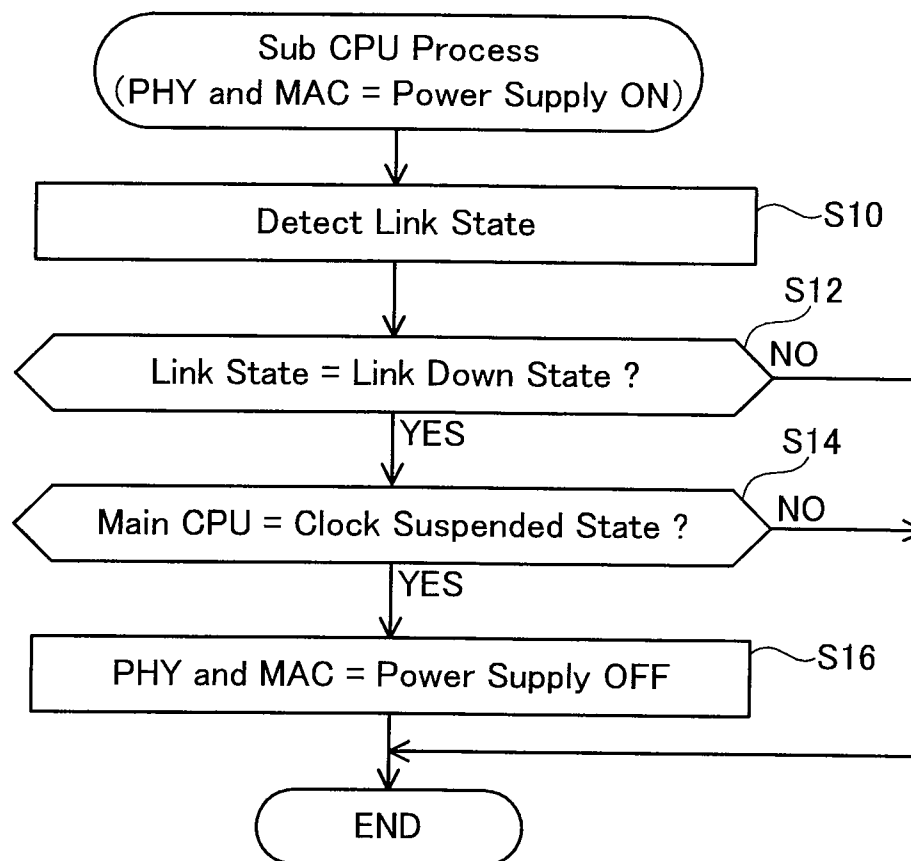 Sub CPU Process
(PHY and MAC = Power Supply ON)
Detect Link State
S10
S12
Link State = Link Down State ?
NO
YES
S14
Main CPU = Clock Suspended State ?
NO
YES
PHY and MAC = Power Supply OFF
S16
END